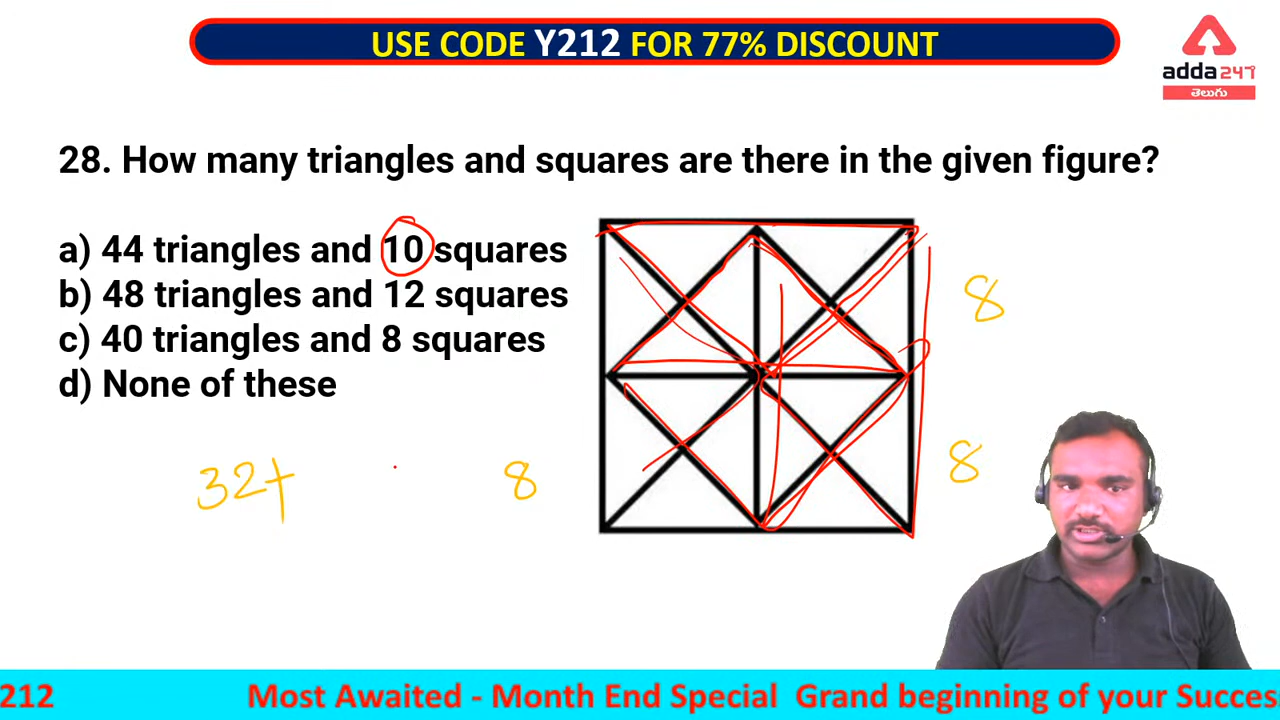 USE CODE Y212 FOR 77% DISCOUNT
adda247
తెలుగు
28. How many triangles and squares are there in the given figure?
a) 44 triangles and 10 squares
b) 48 triangles and 12 squares
c) 40 triangles and 8 squares
d) None of these
8
32+
8
8
212 Most Awaited - Month End Special Grand beginning of your Succes